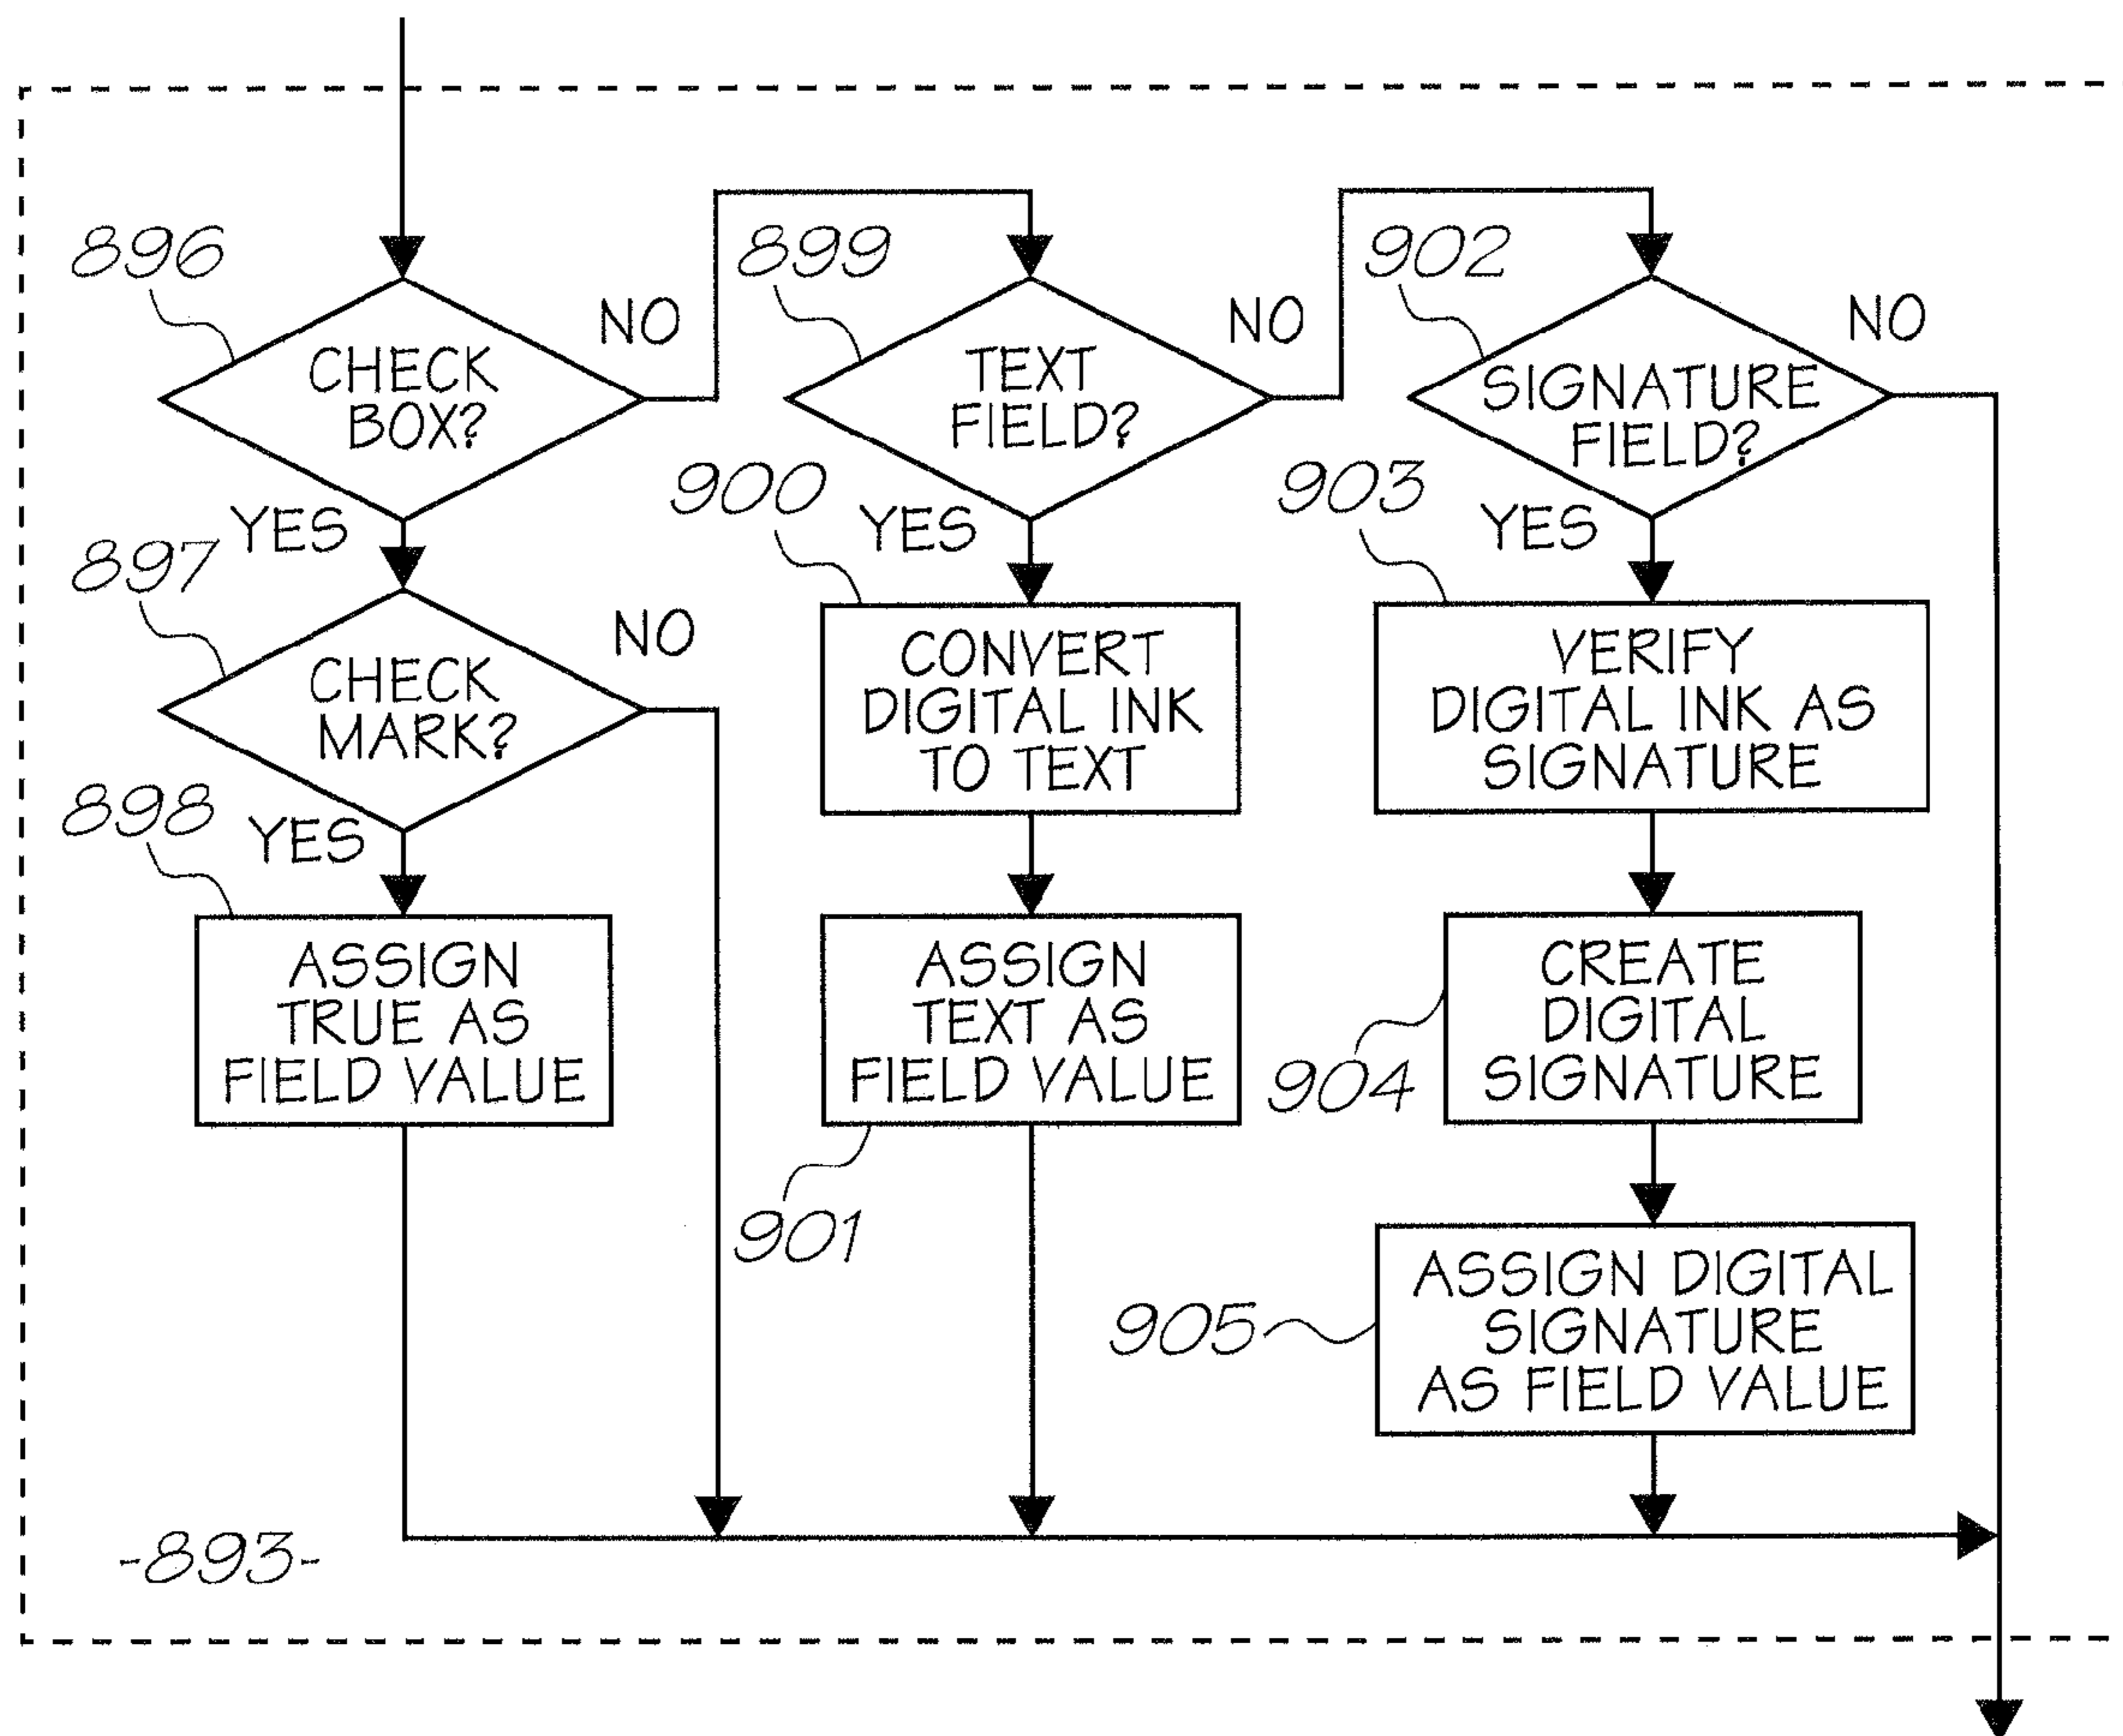 896
CHECK
BOX?
NO
YES
897
CHECK
MARK?
NO
YES
898
ASSIGN
TRUE AS
FIELD VALUE
899
TEXT
FIELD?
NO
YES
900
CONVERT
DIGITAL INK
TO TEXT
ASSIGN
TEXT AS
FIELD VALUE
901
902
SIGNATURE
FIELD?
NO
YES
903
VERIFY
DIGITAL INK AS
SIGNATURE
CREATE
DIGITAL
SIGNATURE
904
ASSIGN DIGITAL
SIGNATURE
AS FIELD VALUE
905
-893-